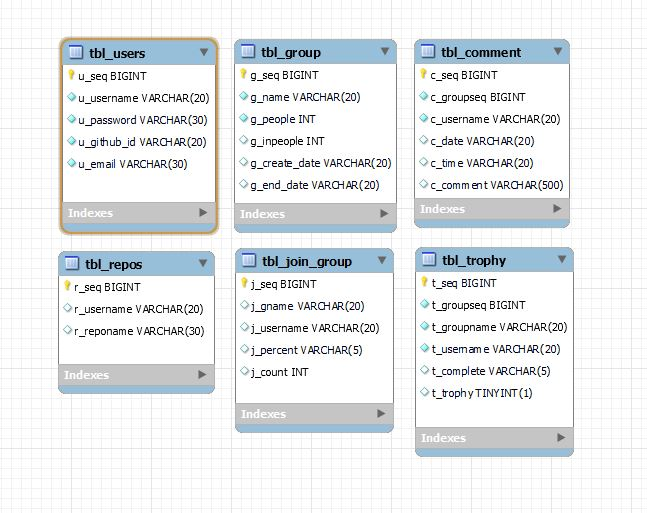 tbl_users
u_seq BIGINT
u_username VARCHAR(20)
u_password VARCHAR(30)
u_github_id VARCHAR(20)
u_email VARCHAR(30)
Indexes
tbl_group
g_seq BIGINT
g_name VARCHAR(20)
g_people INT
g_inpeople INT
g_create_date VARCHAR(20)
g_end_date VARCHAR(20)
Indexes
tbl_comment
c_seq BIGINT
c_groupseq BIGINT
c_username VARCHAR(20)
c_date VARCHAR(20)
c_time VARCHAR(20)
c_comment VARCHAR(500)
Indexes
tbl_repos
r_seq BIGINT
r_username VARCHAR(20)
r_reponame VARCHAR(30)
Indexes
tbl_join_group
j_seq BIGINT
j_gname VARCHAR(20)
j_username VARCHAR(20)
j_percent VARCHAR(5)
j_count INT
Indexes
tbl_trophy
t_seq BIGINT
t_groupseq BIGINT
t_groupname VARCHAR(20)
t_username VARCHAR(20)
t_complete VARCHAR(5)
t_trophy TINYINT(1)
Indexes